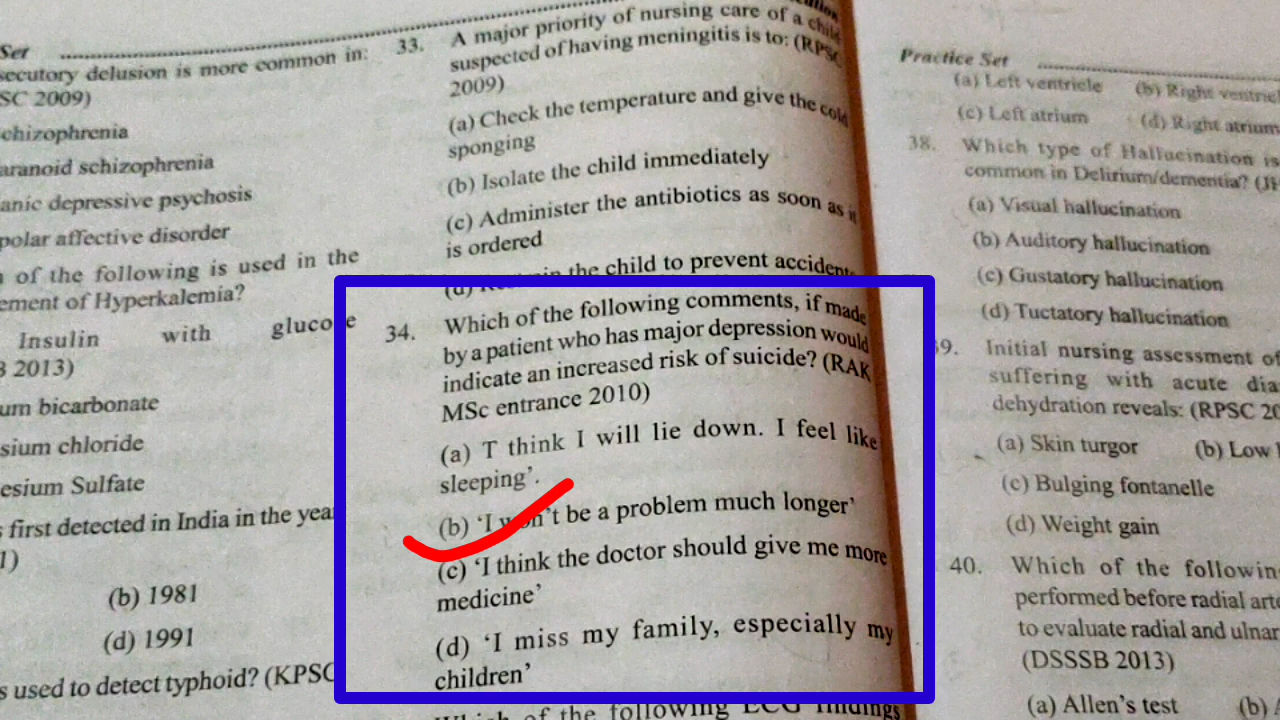 Set
secutory delusion is more common in:
SC 2009)
chizophrenia
aranoid schizophrenia
anic depressive psychosis
polar affective disorder
of the following is used in the
ement of Hyperkalemia?
Insulin with glucose
2013)
um bicarbonate
sium chloride
esium Sulfate
first detected in India in the year
1)
(b) 1981
(d) 1991
s used to detect typhoid? (KPSC
33. A major priority of nursing care of a child
suspected of having meningitis is to: (RPSC
2009)
(a) Check the temperature and give the cold
sponging
(b) Isolate the child immediately
(c) Administer the antibiotics as soon as it
is ordered
the child to prevent accident
34. Which of the following comments, if made
by a patient who has major depression would
indicate an increased risk of suicide? (RAK
MSc entrance 2010)
(a) T think I will lie down. I feel like
sleeping'.
(b) 'I won't be a problem much longer'
(c) 'I think the doctor should give me more
medicine'
(d) 'I miss my family, especially my
children'
Which of the following ECG findings
Practice Set
(a) Left ventricle (b) Right ventricl
(c) Left atrium (d) Right atrium
38. Which type of Hallucination is
common in Delirium/dementia? (JI
(a) Visual hallucination
(b) Auditory hallucination
(c) Gustatory hallucination
(d) Tuctatory hallucination
39. Initial nursing assessment of
suffering with acute dia
dehydration reveals: (RPSC 20
(a) Skin turgor (b) Low
(c) Bulging fontanelle
(d) Weight gain
40. Which of the followin
performed before radial arte
to evaluate radial and ulnar
(DSSSB 2013)
(a) Allen's test (b)